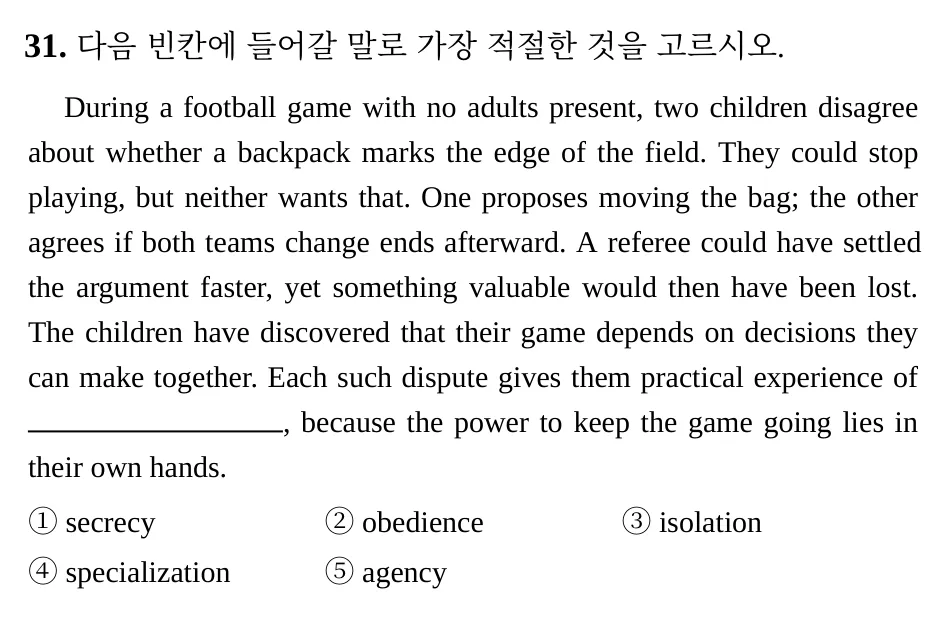 31. 다음 빈칸에 들어갈 말로 가장 적절한 것을 고르시오.
During a football game with no adults present, two children disagree
about whether a backpack marks the edge of the field. They could stop
playing, but neither wants that. One proposes moving the bag; the other
agrees if both teams change ends afterward. A referee could have settled
the argument faster, yet something valuable would then have been lost.
The children have discovered that their game depends on decisions they
can make together. Each such dispute gives them practical experience of
____________________, because the power to keep the game going lies in
their own hands.
① secrecy ② obedience ③ isolation
④ specialization ⑤ agency